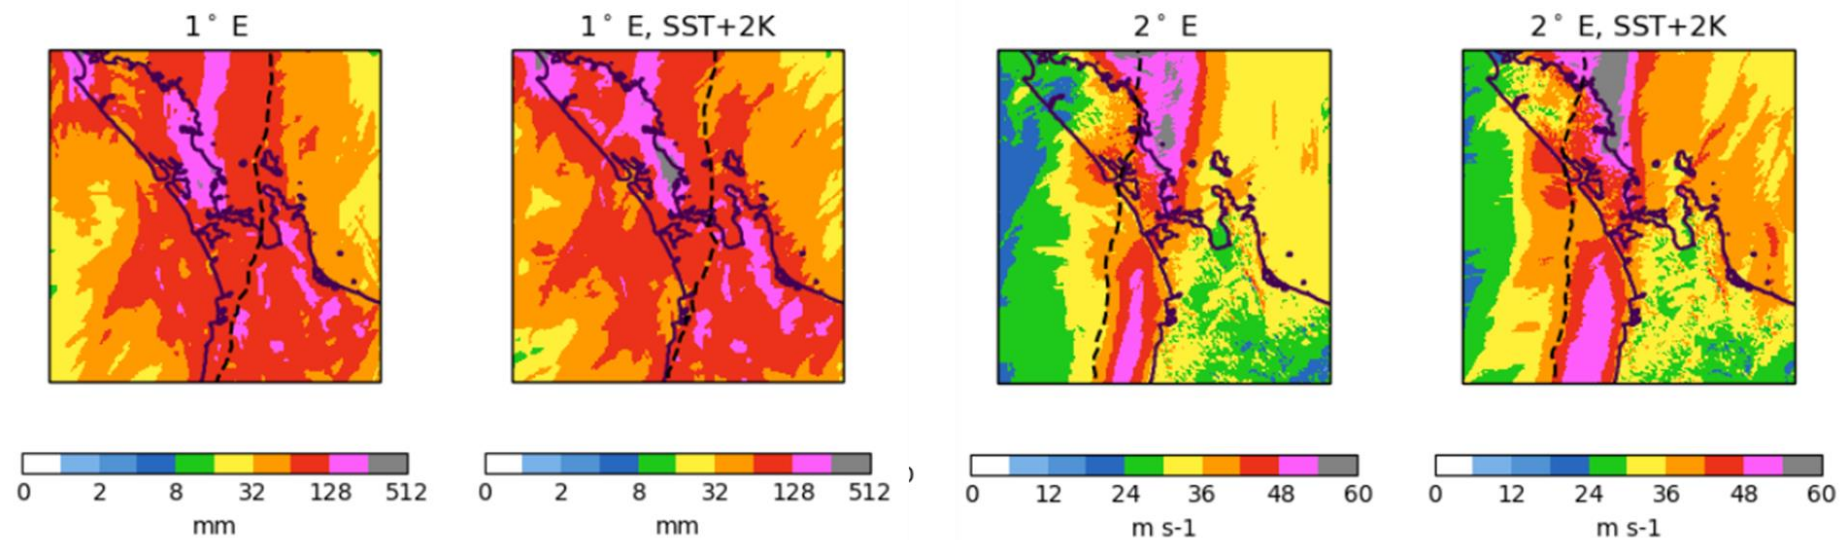 1° E
1° E, SST+2K
2° E
2° E, SST+2K
0 2 8 32 128 512
mm
0 2 8 32 128 512
mm
)
0 12 24 36 48 60
m s-1
0 12 24 36 48 60
m s-1